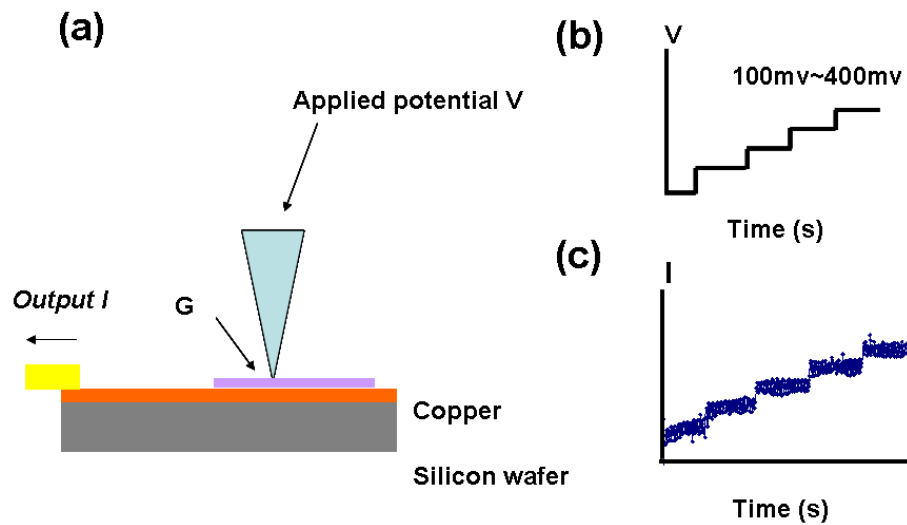 (a)
Applied potential V
Output I
G
Copper
Silicon wafer
(b)
V
100mv~400mv
Time (s)
(c)
I
Time (s)